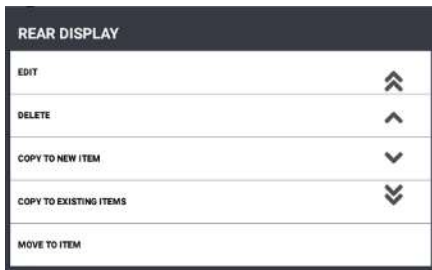 REAR DISPLAY
EDIT
DELETE
COPY TO NEW ITEM
COPY TO EXISTING ITEMS
MOVE TO ITEM